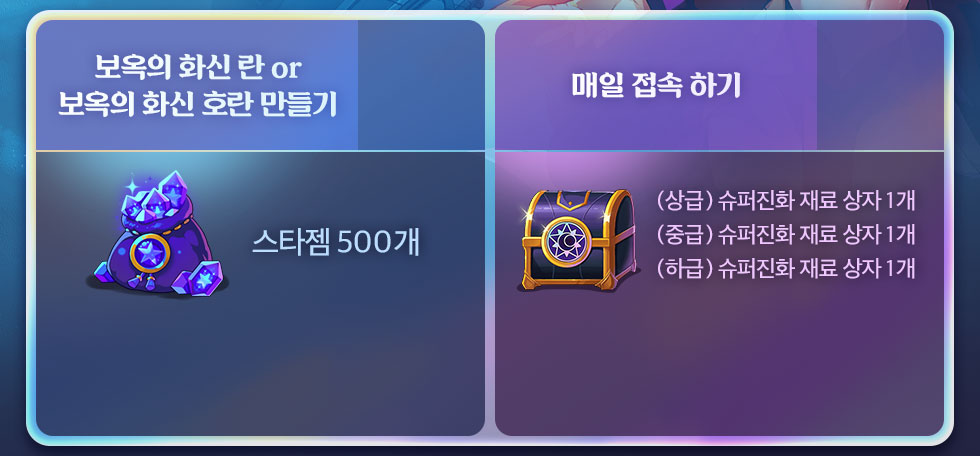 보옥의 화신 란 or
보옥의 화신 호란 만들기
스타젬 500개
매일 접속 하기
(상급) 슈퍼진화 재료 상자 1개
(중급) 슈퍼진화 재료 상자 1개
(하급) 슈퍼진화 재료 상자 1개